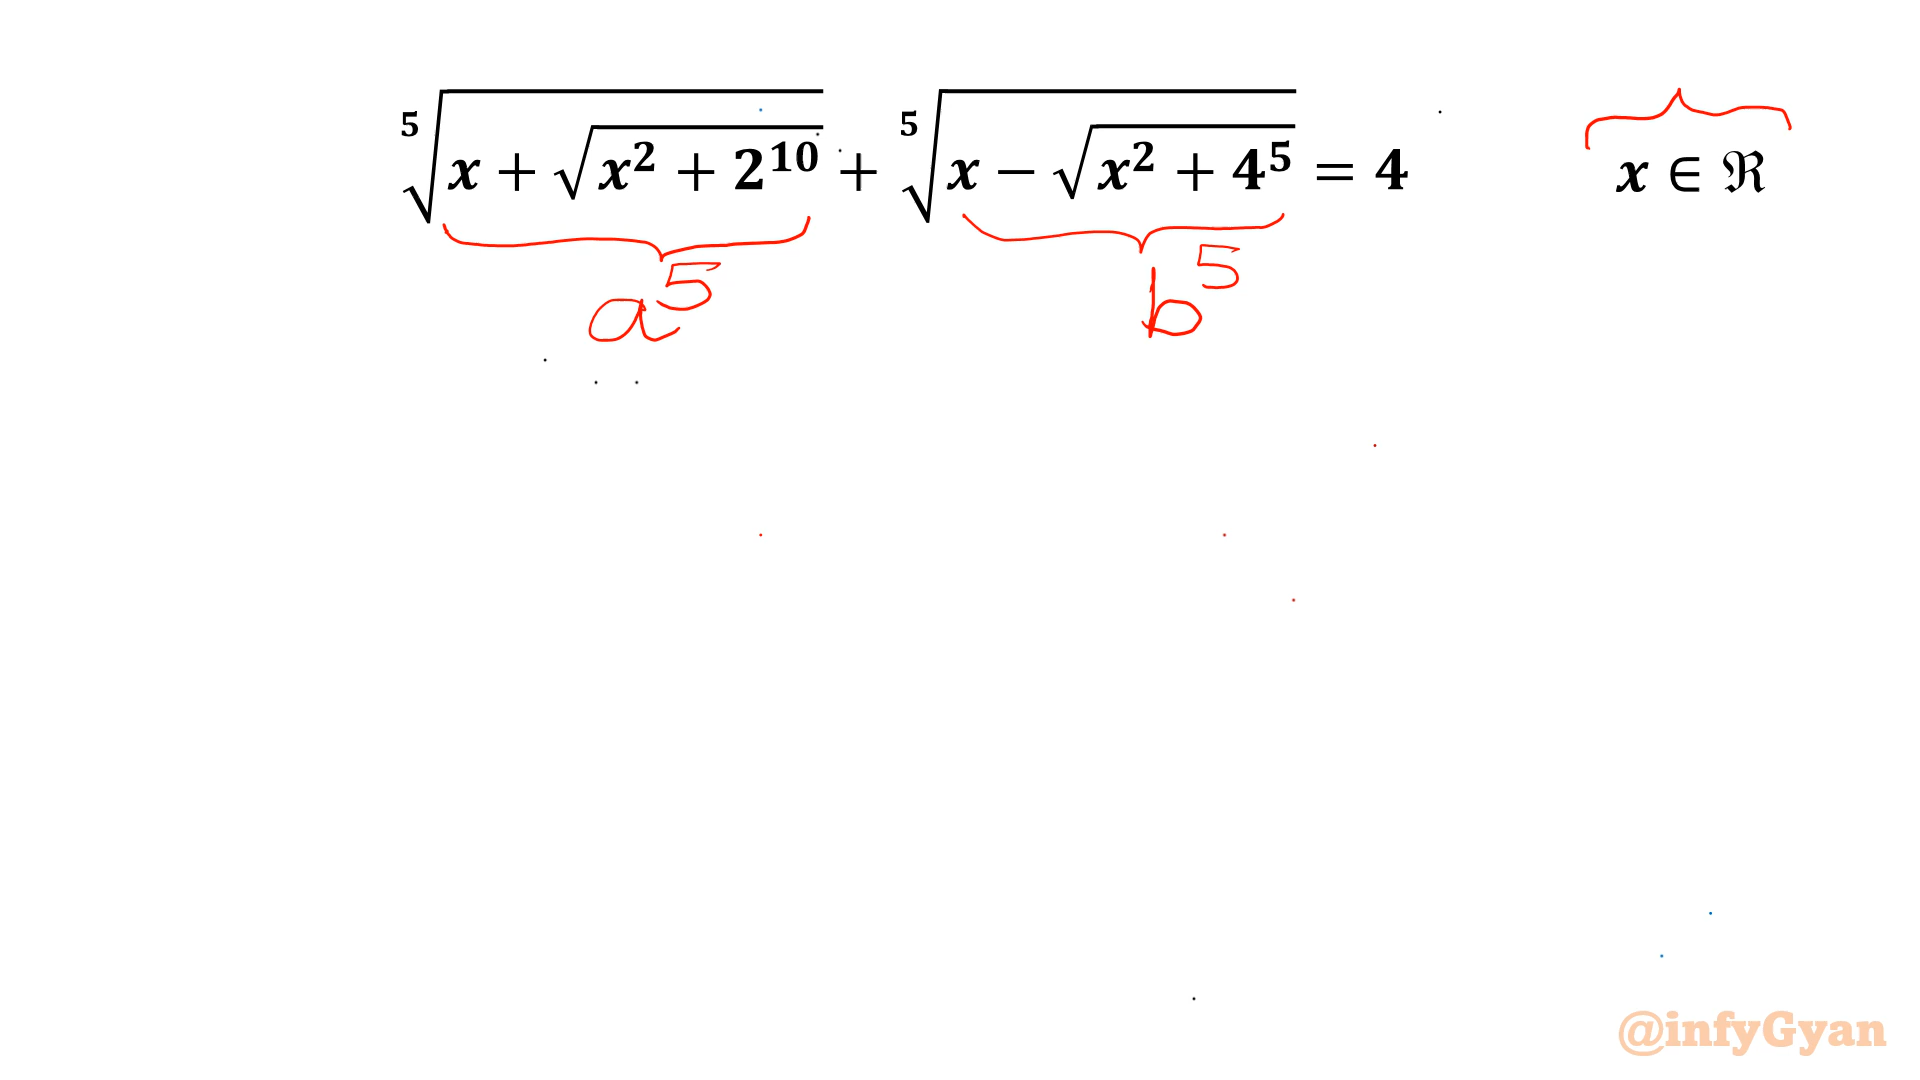 ⁵√(x + √(x² + 2¹⁰)) + ⁵√(x − √(x² + 4⁵)) = 4 x ∈ ℜ
a⁵ b⁵
@infyGyan